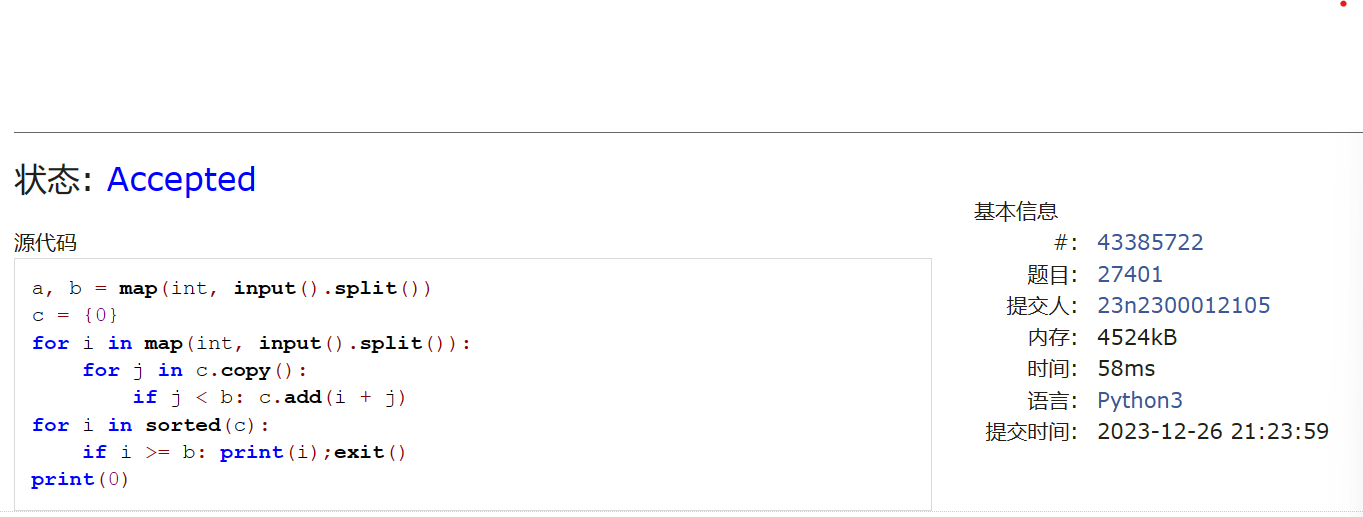 状态: Accepted
源代码
a, b = map(int, input().split())
c = {0}
for i in map(int, input().split()):
    for j in c.copy():
        if j < b: c.add(i + j)
for i in sorted(c):
    if i >= b: print(i);exit()
print(0)
基本信息
#: 43385722
题目: 27401
提交人: 23n2300012105
内存: 4524kB
时间: 58ms
语言: Python3
提交时间: 2023-12-26 21:23:59